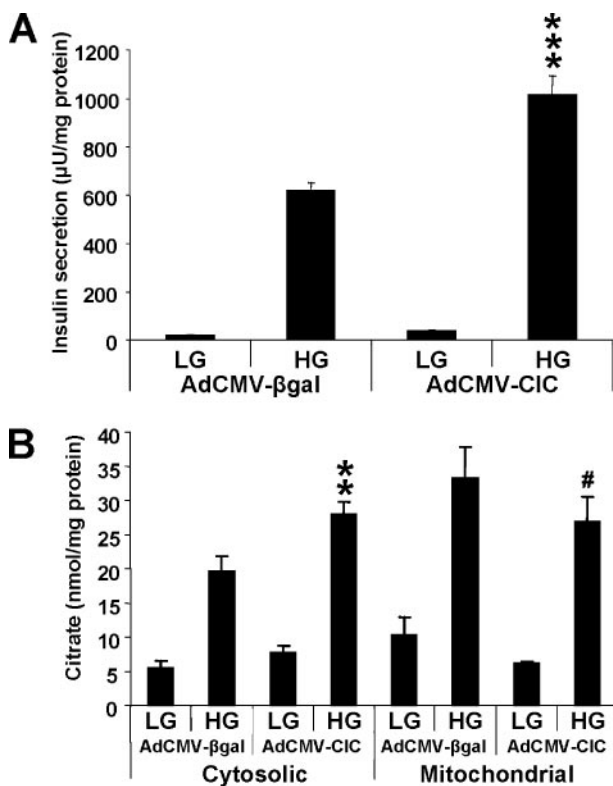 A
Insulin secretion (µU/mg protein)
1200
1000
800
600
400
200
0
***
LG HG LG HG
AdCMV-βgal AdCMV-CIC
B
Citrate (nmol/mg protein)
40
35
30
25
20
15
10
5
0
**
#
LG HG LG HG LG HG LG HG
AdCMV-βgal AdCMV-CIC AdCMV-βgal AdCMV-CIC
Cytosolic Mitochondrial